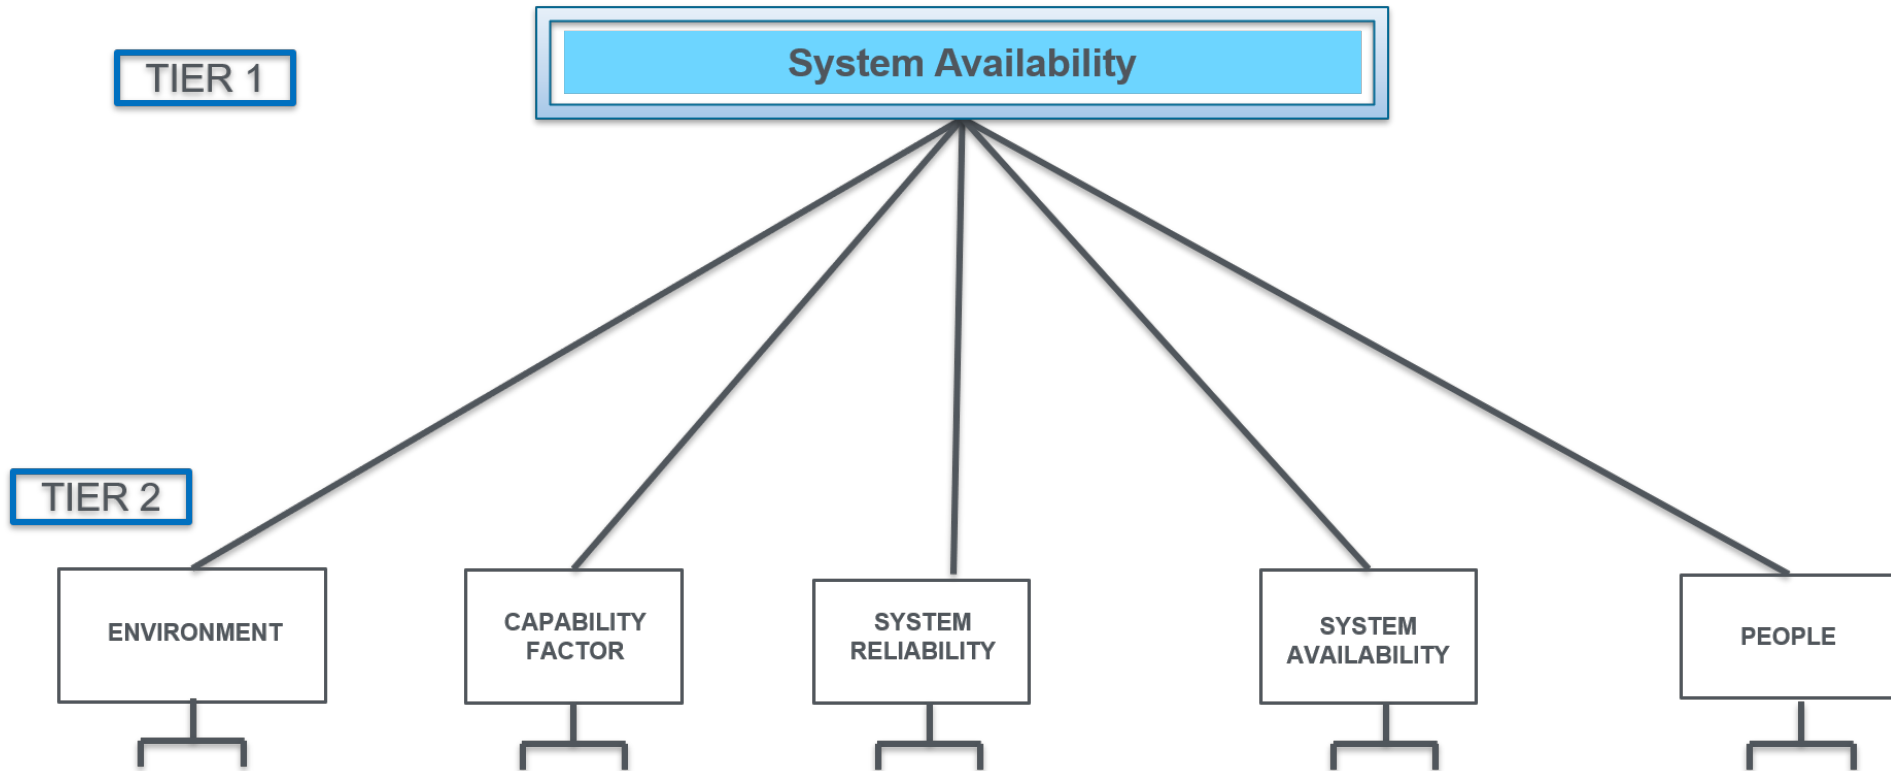 System Availability
TIER 1
TIER 2
ENVIRONMENT
CAPABILITY
FACTOR
SYSTEM
RELIABILITY
SYSTEM
AVAILABILITY
PEOPLE